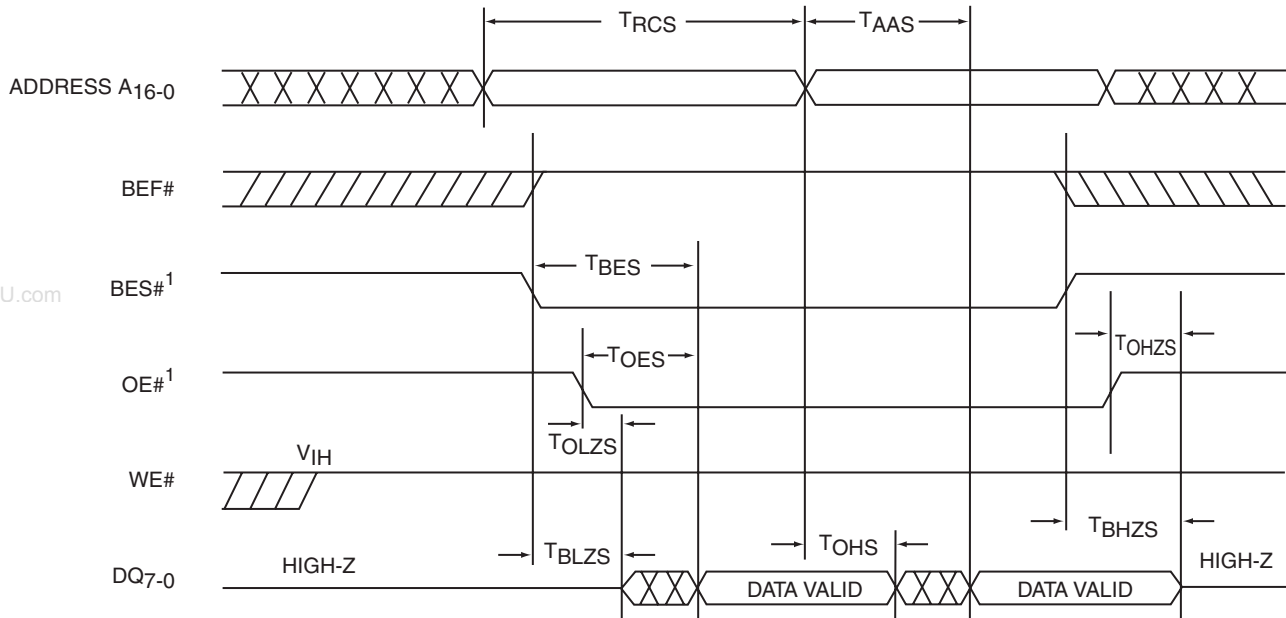 TRCS TAAS
ADDRESS A16-0
BEF#
TBES
U.com
BES#1
TOHZS
TOES
OE#1
TOLZS
VIH
WE#
TBHZS
TOHS
TBLZS
HIGH-Z HIGH-Z
DQ7-0 DATA VALID DATA VALID